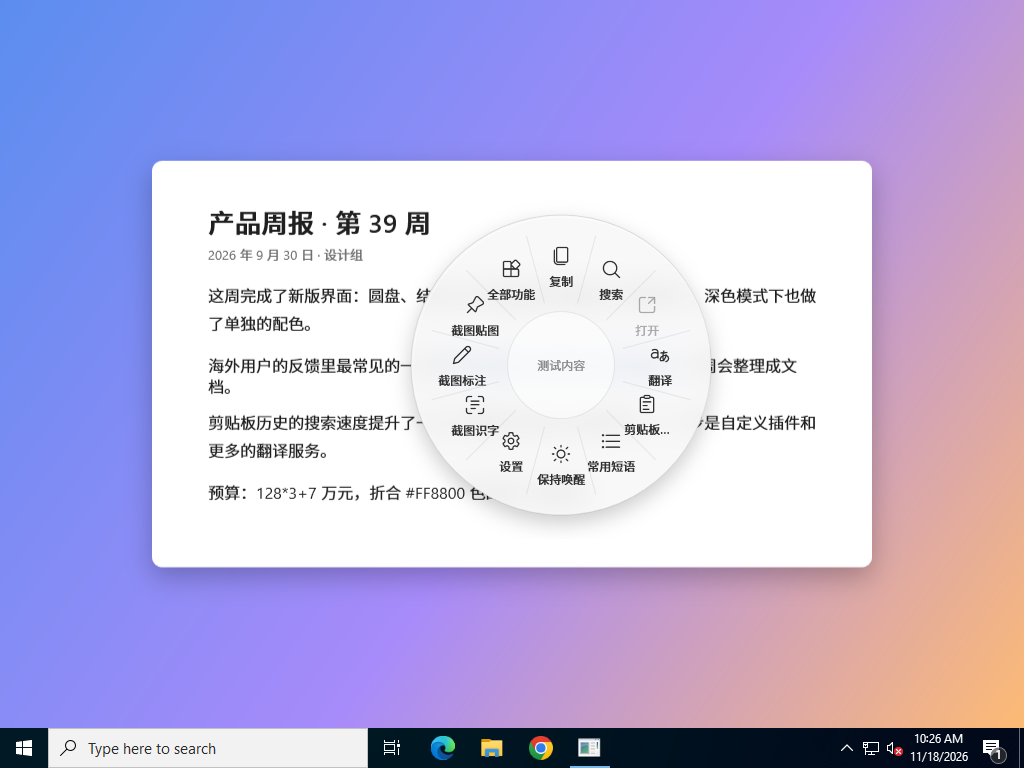 产品周报 · 第 39 周
2026 年 9 月 30 日 · 设计组
这周完成了新版界面：圆盘、
深色模式下也做
了单独的配色。
海外用户的反馈里最常见的一
周会整理成文
档。
剪贴板历史的搜索速度提升了
是自定义插件和
更多的翻译服务。
预算：128*3+7 万元，折合 #FF8800 色
复制
搜索
打开
翻译
剪贴板...
常用短语
保持唤醒
设置
截图识字
截图标注
截图贴图
全部功能
测试内容
Type here to search
10:26 AM
11/18/2026
1